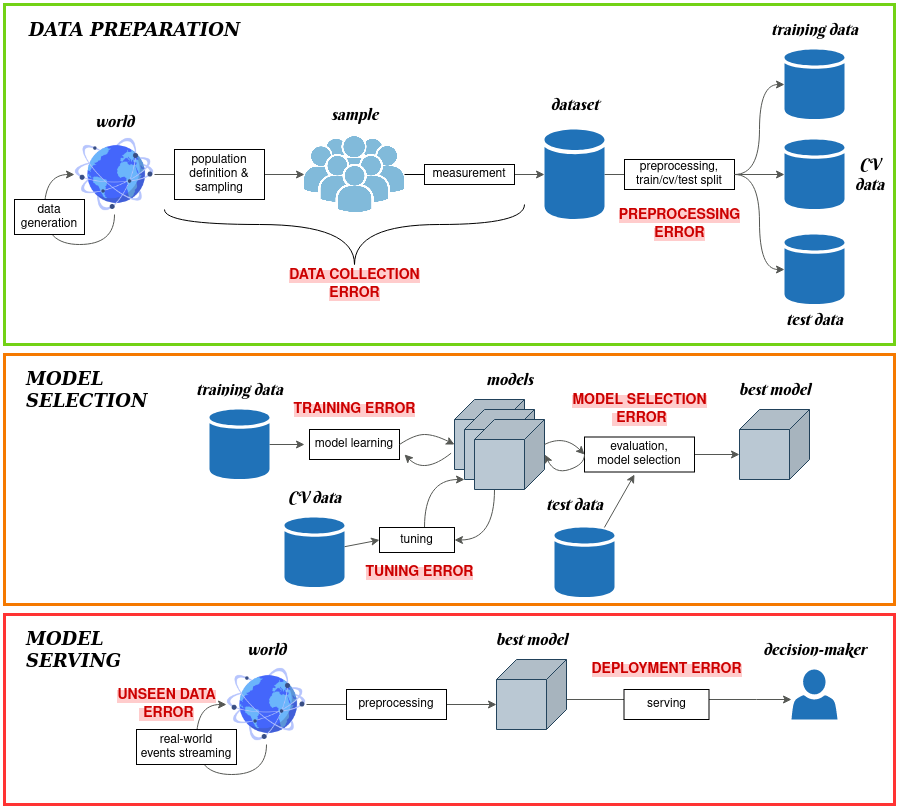 DATA PREPARATION
training data
world
sample
dataset
population
definition &
sampling
measurement
preprocessing,
train/cv/test split
CV
data
data
generation
PREPROCESSING
ERROR
DATA COLLECTION
ERROR
test data
MODEL
SELECTION
training data
models
best model
TRAINING ERROR
MODEL SELECTION
ERROR
model learning
evaluation,
model selection
CV data
test data
tuning
TUNING ERROR
MODEL
SERVING
world
best model
decision-maker
UNSEEN DATA
ERROR
DEPLOYMENT ERROR
preprocessing
serving
real-world
events streaming